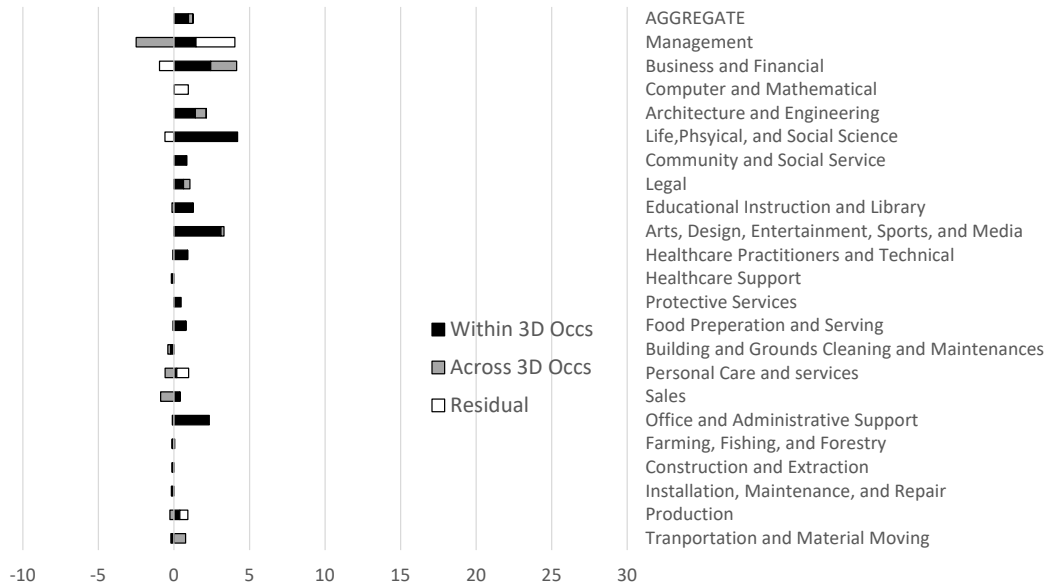 AGGREGATE
Management
Business and Financial
Computer and Mathematical
Architecture and Engineering
Life,Phsyical, and Social Science
Community and Social Service
Legal
Educational Instruction and Library
Arts, Design, Entertainment, Sports, and Media
Healthcare Practitioners and Technical
Healthcare Support
Protective Services
Food Preperation and Serving
Building and Grounds Cleaning and Maintenances
Personal Care and services
Sales
Office and Administrative Support
Farming, Fishing, and Forestry
Construction and Extraction
Installation, Maintenance, and Repair
Production
Tranportation and Material Moving
Within 3D Occs
Across 3D Occs
Residual
-10 -5 0 5 10 15 20 25 30